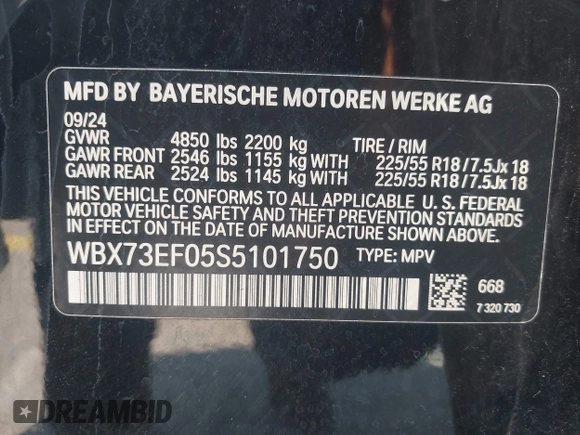 MFD BY BAYERISCHE MOTOREN WERKE AG
09/24
GVWR 4850 lbs 2200 kg TIRE / RIM
GAWR FRONT 2546 lbs 1155 kg WITH 225/55 R18 / 7.5Jx 18
GAWR REAR 2524 lbs 1145 kg WITH 225/55 R18 / 7.5Jx 18
THIS VEHICLE CONFORMS TO ALL APPLICABLE U. S. FEDERAL
MOTOR VEHICLE SAFETY AND THEFT PREVENTION STANDARDS
IN EFFECT ON THE DATE OF MANUFACTURE SHOWN ABOVE.
WBX73EF05S5101750 TYPE: MPV
668
7 320 730
DREAMBID